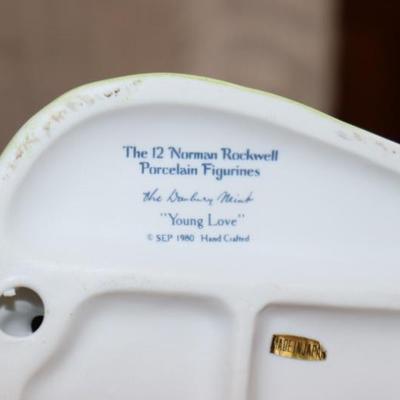 The 12 Norman Rockwell
Porcelain Figurines
The Danbury Mint
"Young Love"
© SEP 1980 Hand Crafted
MADE IN JAPAN